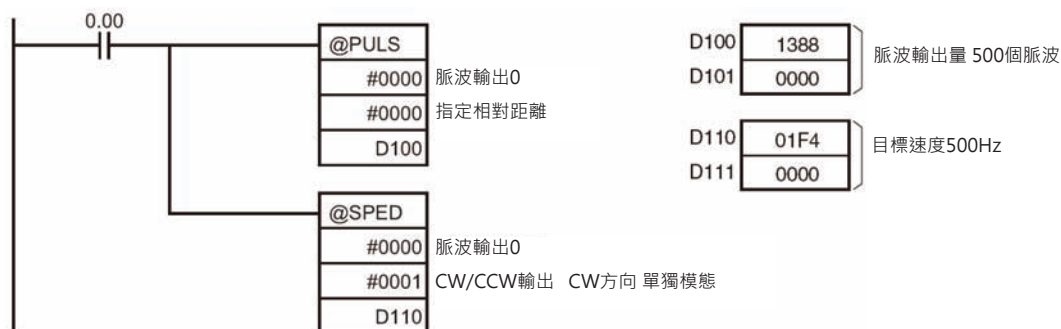 0.00
@PULS
#0000 脈波輸出0
#0000 指定相對距離
D100
@SPED
#0000 脈波輸出0
#0001 CW/CCW輸出 CW方向 單獨模態
D110
D100 1388
D101 0000
脈波輸出量 500個脈波
D110 01F4
D111 0000
目標速度500Hz